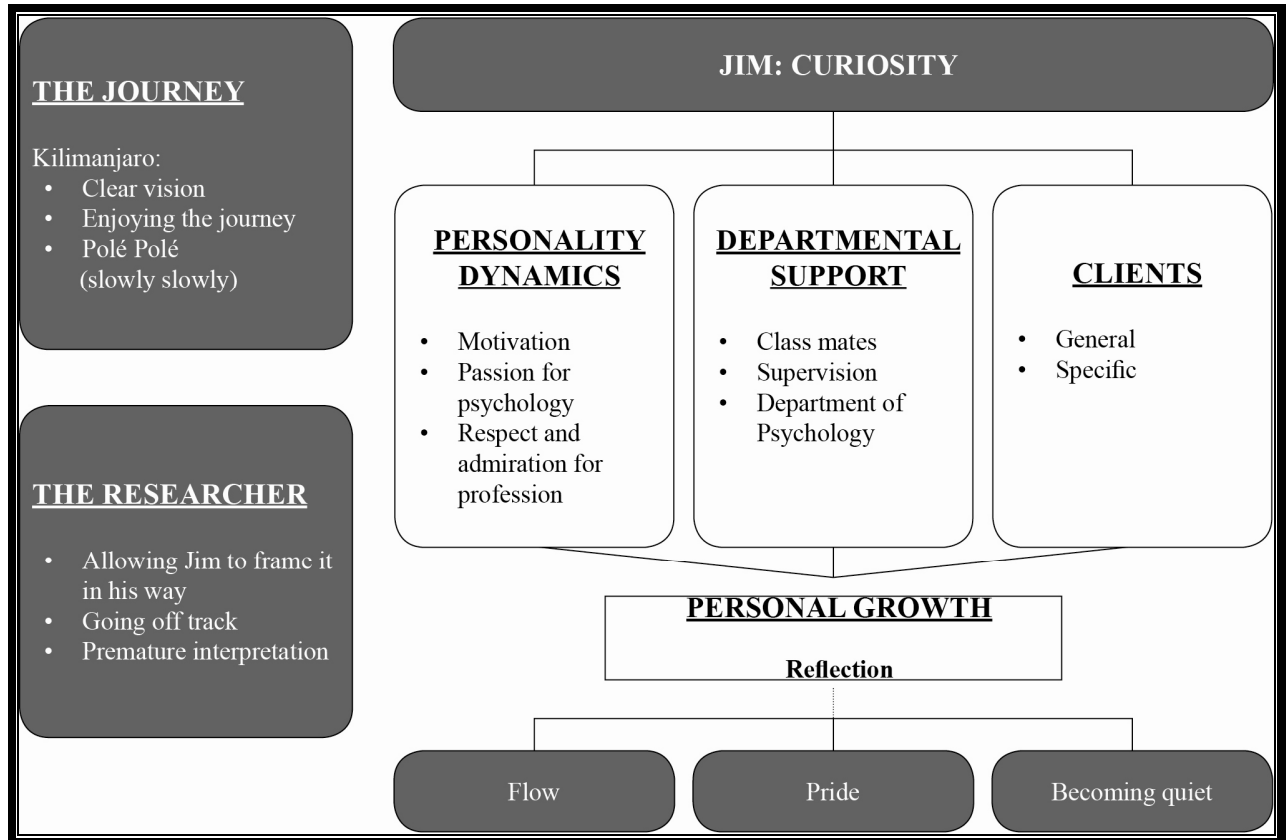 THE JOURNEY
Kilimanjaro:
• Clear vision
• Enjoying the journey
• Polé Polé
(slowly slowly)
THE RESEARCHER
• Allowing Jim to frame it
in his way
• Going off track
• Premature interpretation
JIM: CURIOSITY
PERSONALITY
DYNAMICS
• Motivation
• Passion for
psychology
• Respect and
admiration for
profession
DEPARTMENTAL
SUPPORT
• Class mates
• Supervision
• Department of
Psychology
CLIENTS
• General
• Specific
PERSONAL GROWTH
Reflection
Flow
Pride
Becoming quiet